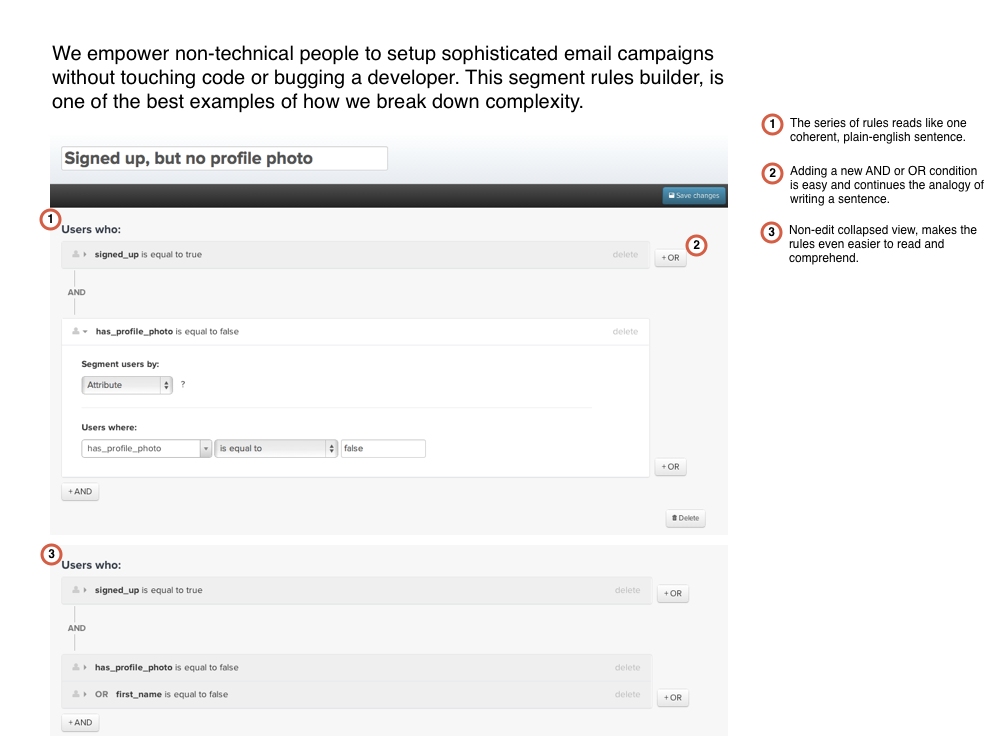 We empower non-technical people to setup sophisticated email campaigns
without touching code or bugging a developer. This segment rules builder, is
one of the best examples of how we break down complexity.
1 The series of rules reads like one
coherent, plain-english sentence.
2 Adding a new AND or OR condition
is easy and continues the analogy of
writing a sentence.
3 Non-edit collapsed view, makes the
rules even easier to read and
comprehend.
Signed up, but no profile photo
Save changes
1
Users who:
signed_up is equal to true delete + OR 2
AND
has_profile_photo is equal to false delete
Segment users by:
Attribute ?
Users where:
has_profile_photo is equal to false
+ OR
+ AND
Delete
3
Users who:
signed_up is equal to true delete + OR
AND
has_profile_photo is equal to false delete
OR first_name is equal to false delete + OR
+ AND